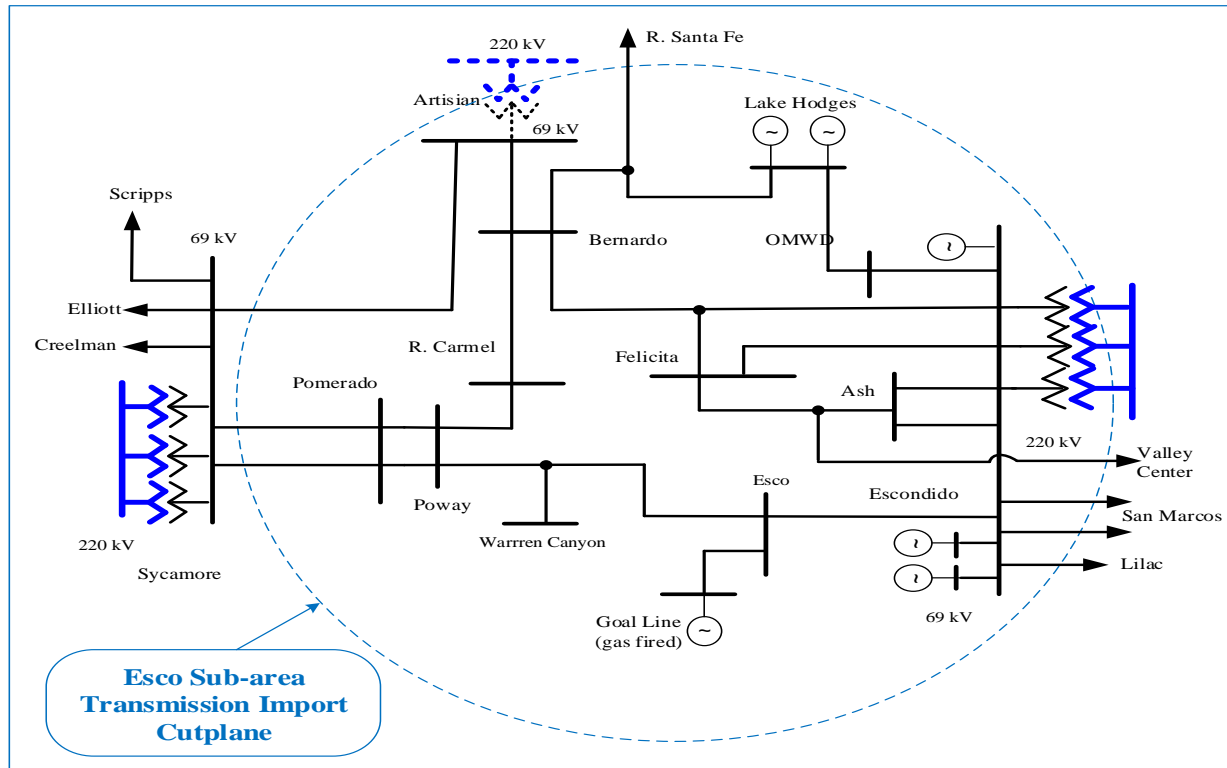 220 kV
R. Santa Fe
Artisian
Lake Hodges
69 kV
Scripps
69 kV
Bernardo
OMWD
Elliott
Creelman
R. Carmel
Felicita
Pomerado
Ash
220 kV
Valley
Center
Esco
Escondido
Poway
San Marcos
Warrren Canyon
220 kV
Sycamore
Lilac
Goal Line
(gas fired)
69 kV
Esco Sub-area
Transmission Import
Cutplane